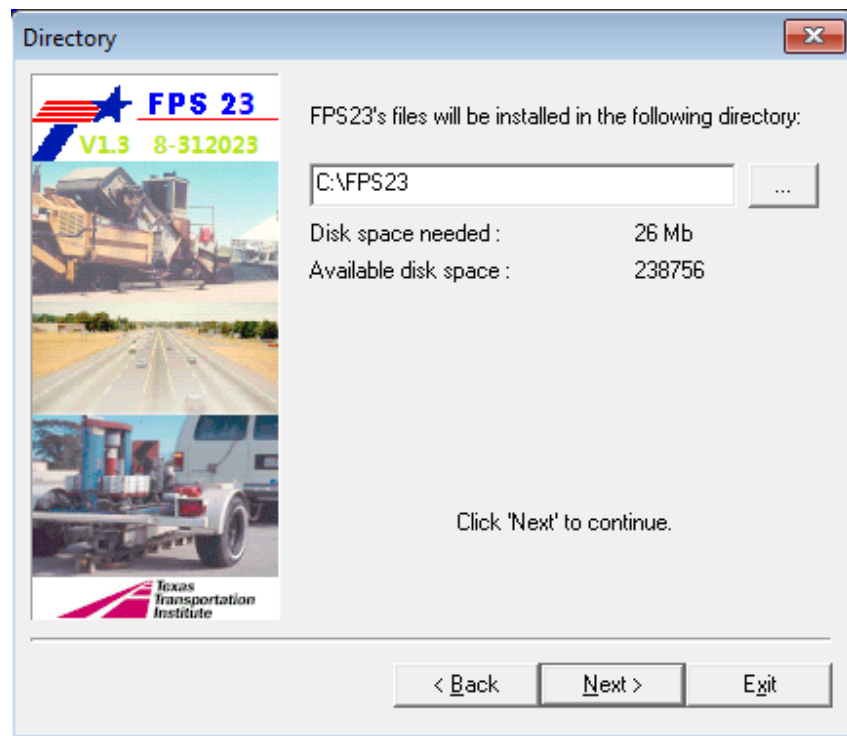 Directory
FPS 23
V1.3 8-312023
FPS23's files will be installed in the following directory:
C:\FPS23
...
Disk space needed : 26 Mb
Available disk space : 238756
Click 'Next' to continue.
Texas
Transportation
Institute
< Back
Next >
Exit